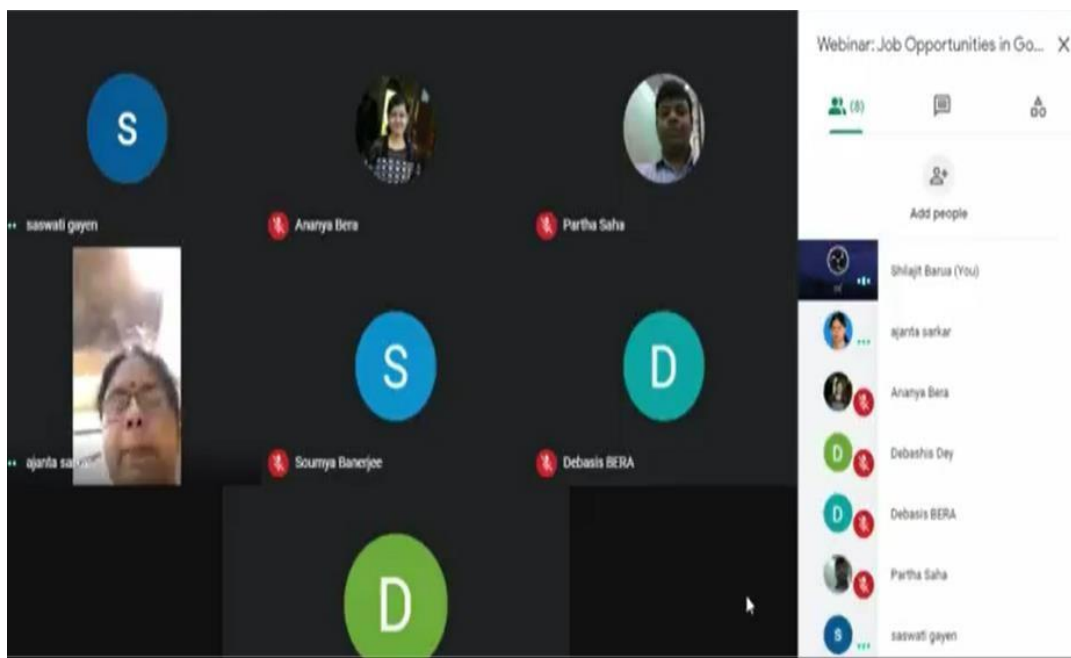 S
saswati gayen
Ananya Bera
Partha Saha
ajanta
S
Soumya Banerjee
D
Debasis BERA
D
Webinar: Job Opportunities in Go...
(8)
Add people
Shilajit Barua (You)
ajanta sarkar
Ananya Bera
D
Debashis Dey
D
Debasis BERA
Partha Saha
S
saswati gayen